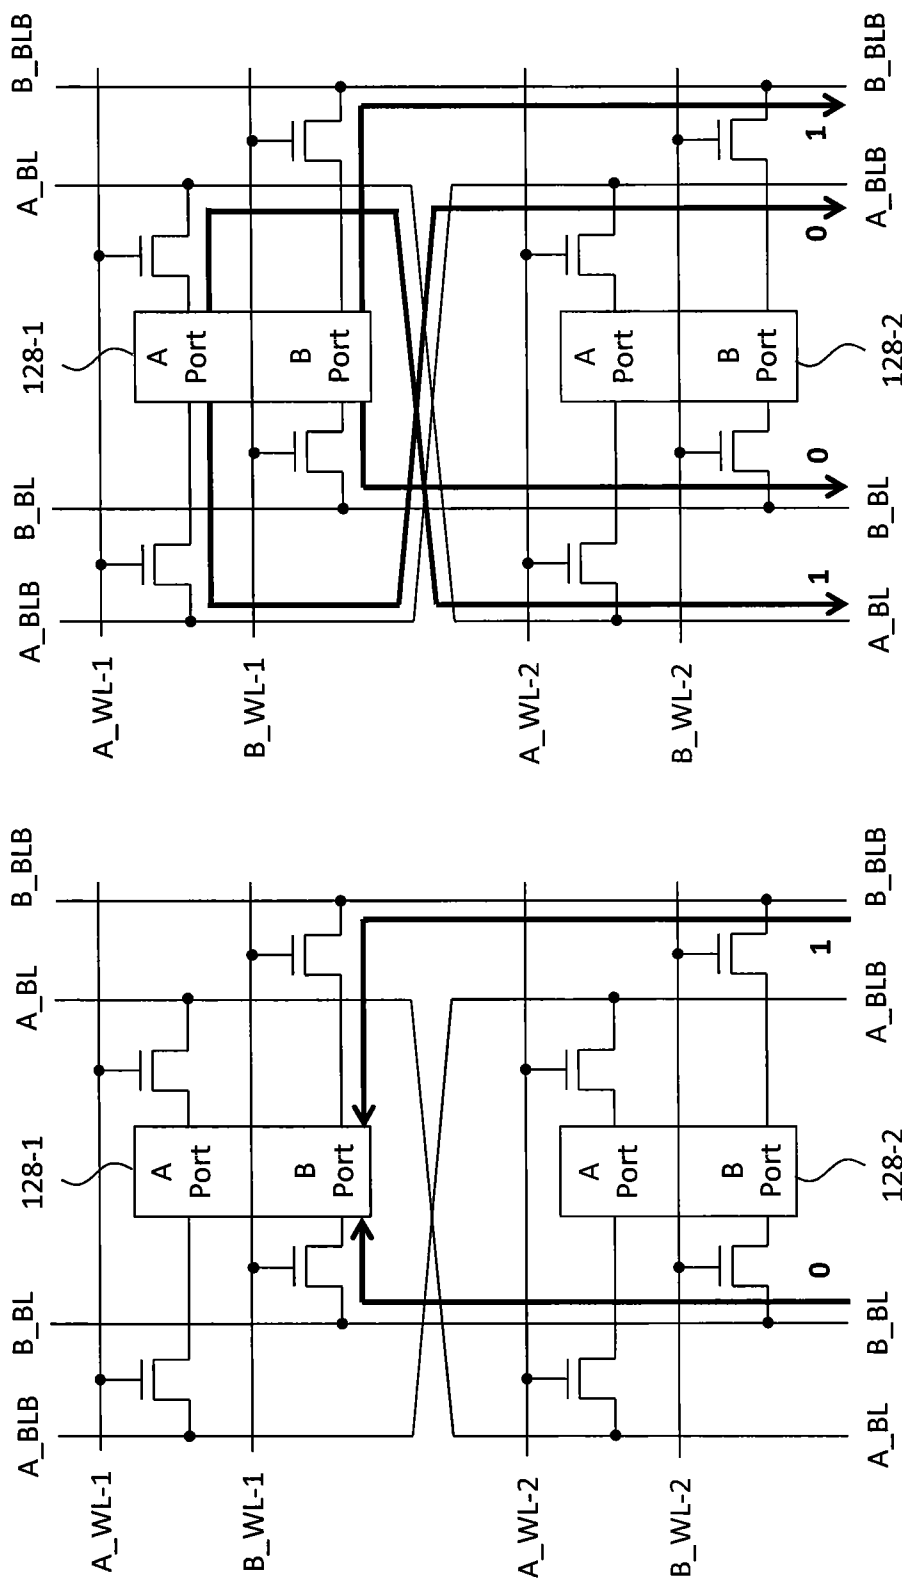 A_BLB B_BL 128-1 A_BL B_BLB
A_WL-1
A
Port
B_WL-1
B
Port
A_WL-2
A
Port
B_WL-2
B
Port
0 1
A_BL B_BL 128-2 A_BLB B_BLB
A_BLB B_BL 128-1 A_BL B_BLB
A_WL-1
A
Port
B_WL-1
B
Port
A_WL-2
A
Port
B_WL-2
B
Port
1 0 0 1
A_BL B_BL 128-2 A_BLB B_BLB